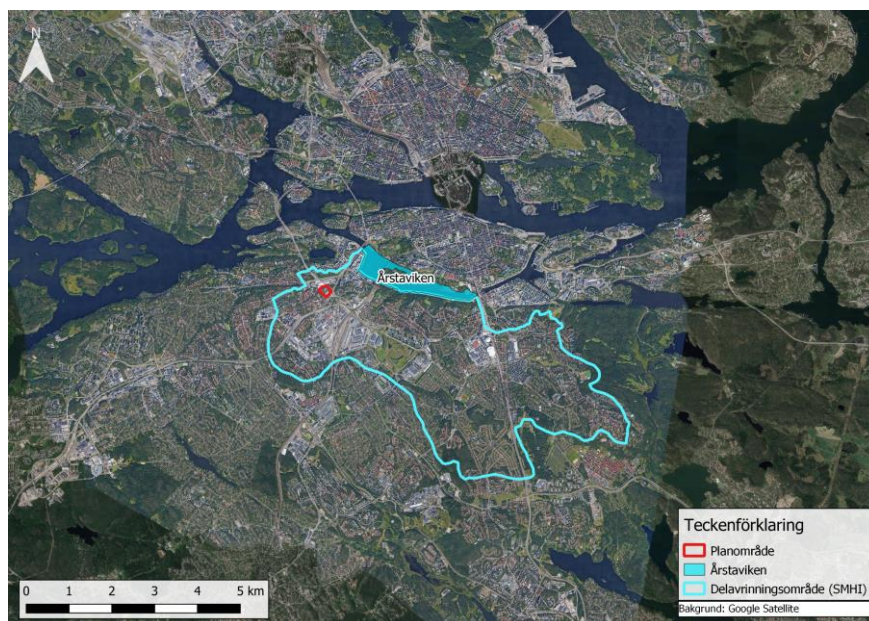 N
Årstaviken
Teckenförklaring
Planområde
Årstaviken
Delavrinningsområde (SMHI)
Bakgrund: Google Satellite
0 1 2 3 4 5 km